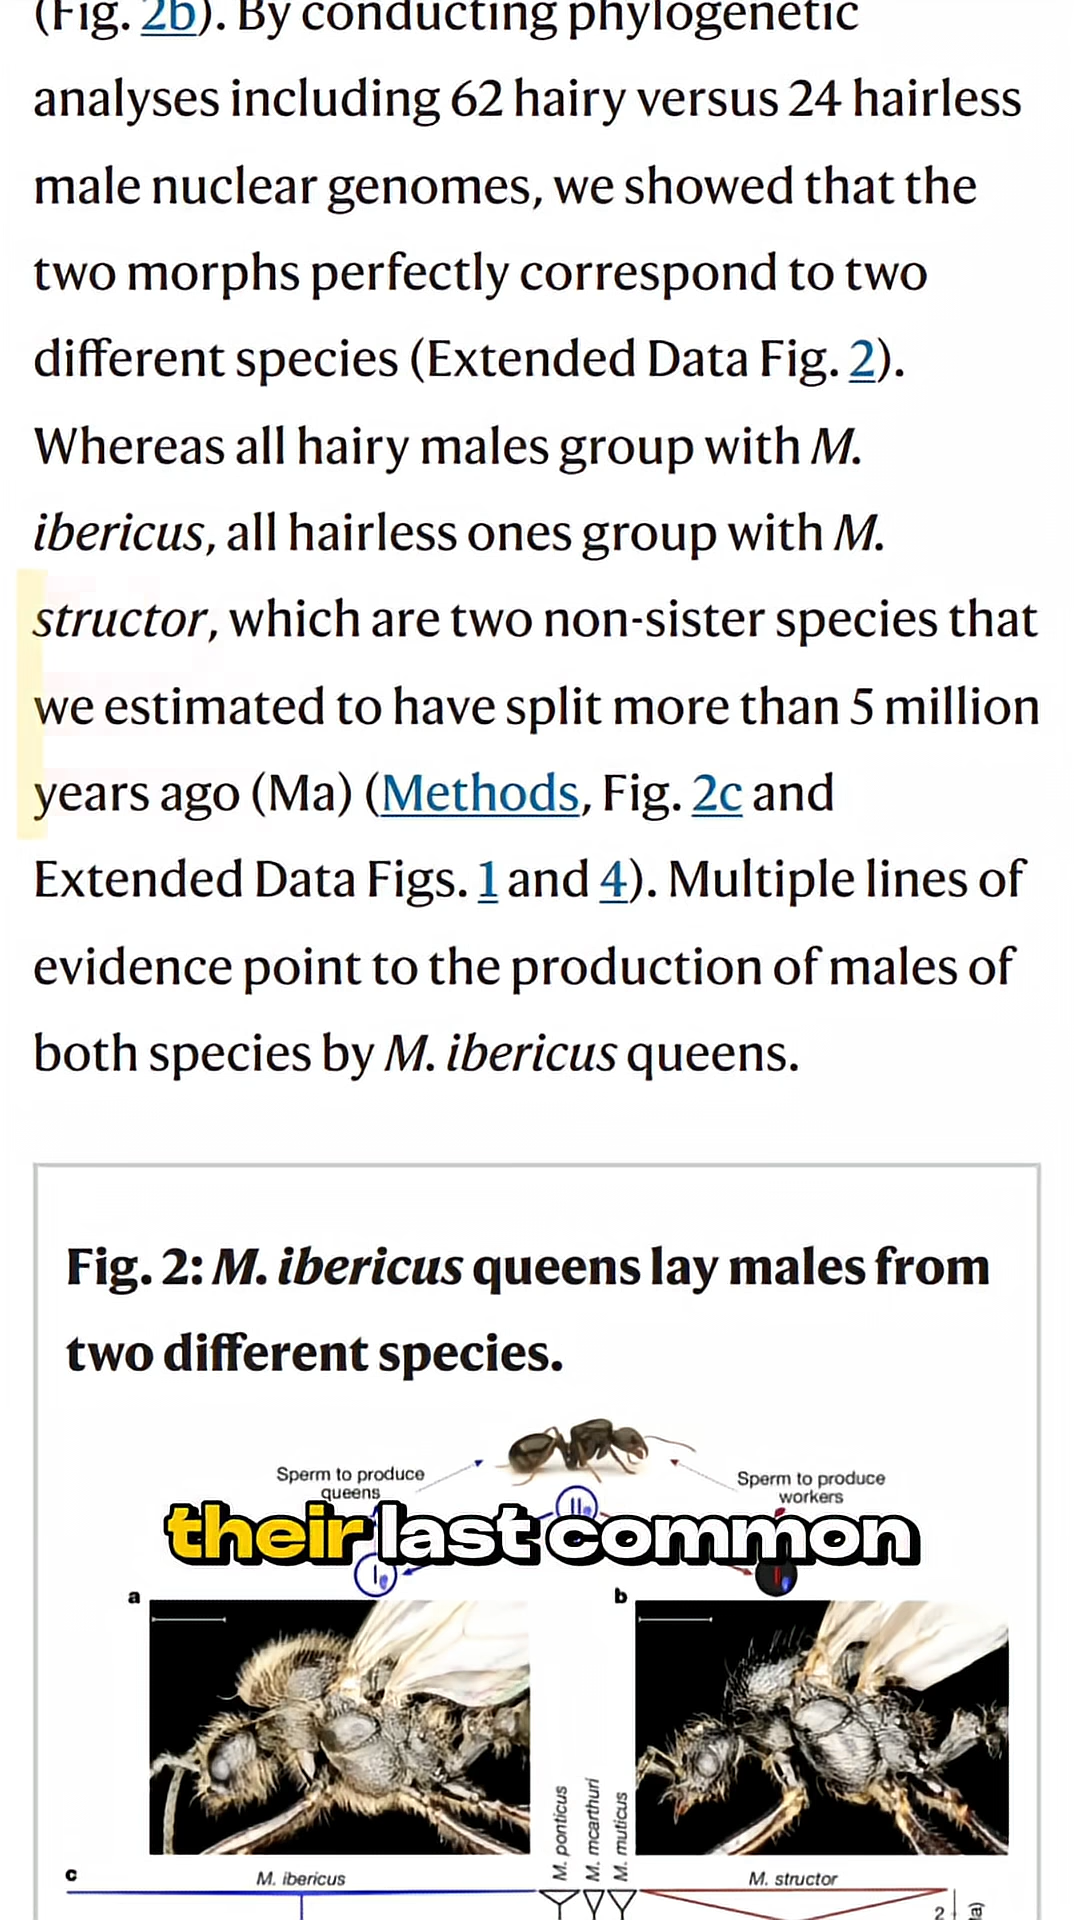 (Fig. 2b). By conducting phylogenetic
analyses including 62 hairy versus 24 hairless
male nuclear genomes, we showed that the
two morphs perfectly correspond to two
different species (Extended Data Fig. 2).
Whereas all hairy males group with M.
ibericus, all hairless ones group with M.
structor, which are two non-sister species that
we estimated to have split more than 5 million
years ago (Ma) (Methods, Fig. 2c and
Extended Data Figs. 1 and 4). Multiple lines of
evidence point to the production of males of
both species by M. ibericus queens.
Fig. 2: M. ibericus queens lay males from
two different species.
Sperm to produce
queens
Sperm to produce
workers
their last common
a
b
M. ponticus
M. mcarthuri
M. muticus
c
M. ibericus
M. structor
2